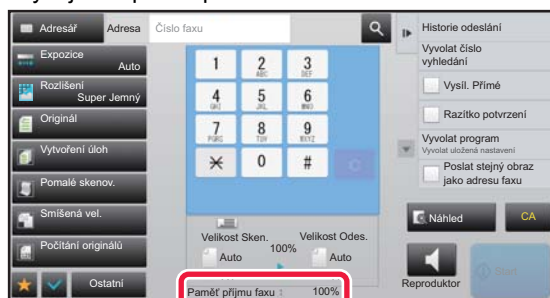 Adresář
Adresa
Číslo faxu
Expozice
Auto
Rozlišení
Super Jemný
Originál
Vytvoření úloh
Pomalé skenov.
Smíšená vel.
Počítání originálů
Ostatní
1
2
ABC
3
DEF
4
GHI
5
JKL
6
MNO
7
PQRS
8
TUV
9
WXYZ
0
#
Velikost Sken.
100%
Velikost Odes.
Auto
Auto
Paměť příjmu faxu :
100%
Historie odeslání
Vyvolat číslo
vyhledání
Vysíl. Přímé
Razítko potvrzení
Vyvolat program
Vyvolat uložená nastavení
Poslat stejný obraz
jako adresu faxu
Náhled
CA
Reproduktor
Start